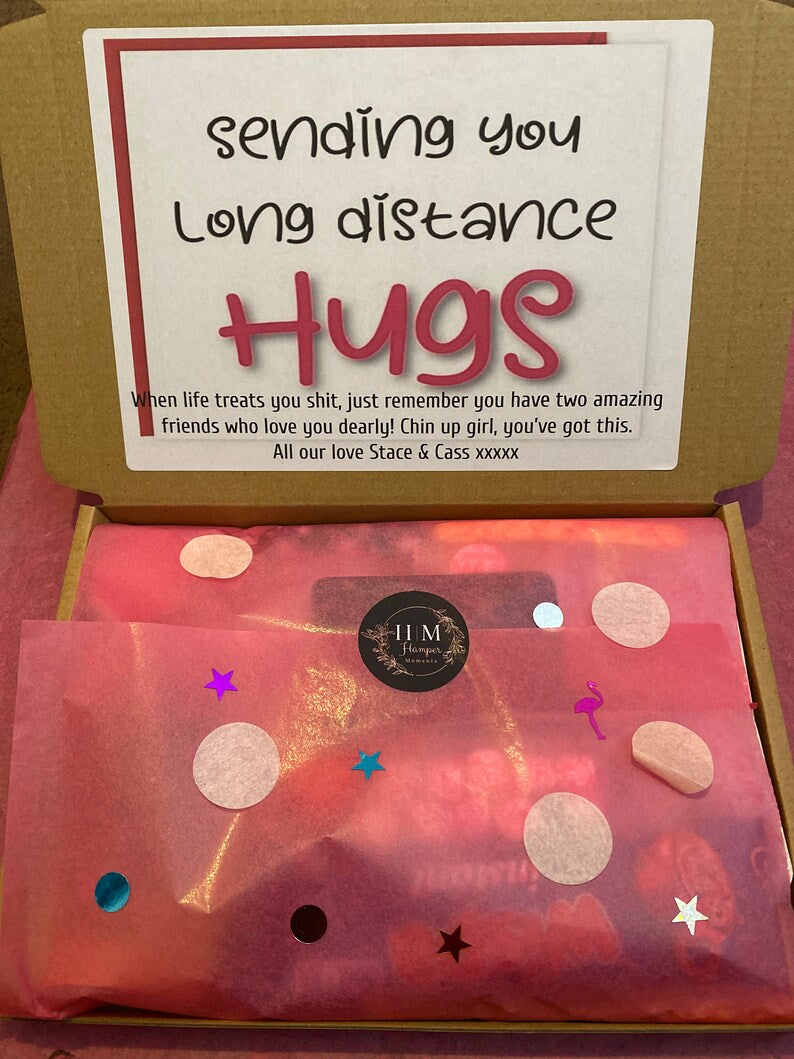 sending you
Long distance
Hugs
When life treats you shit, just remember you have two amazing
friends who love you dearly! Chin up girl, you've got this.
All our love Stace & Cass xxxxx
H|M
Hamper
Moments
instant